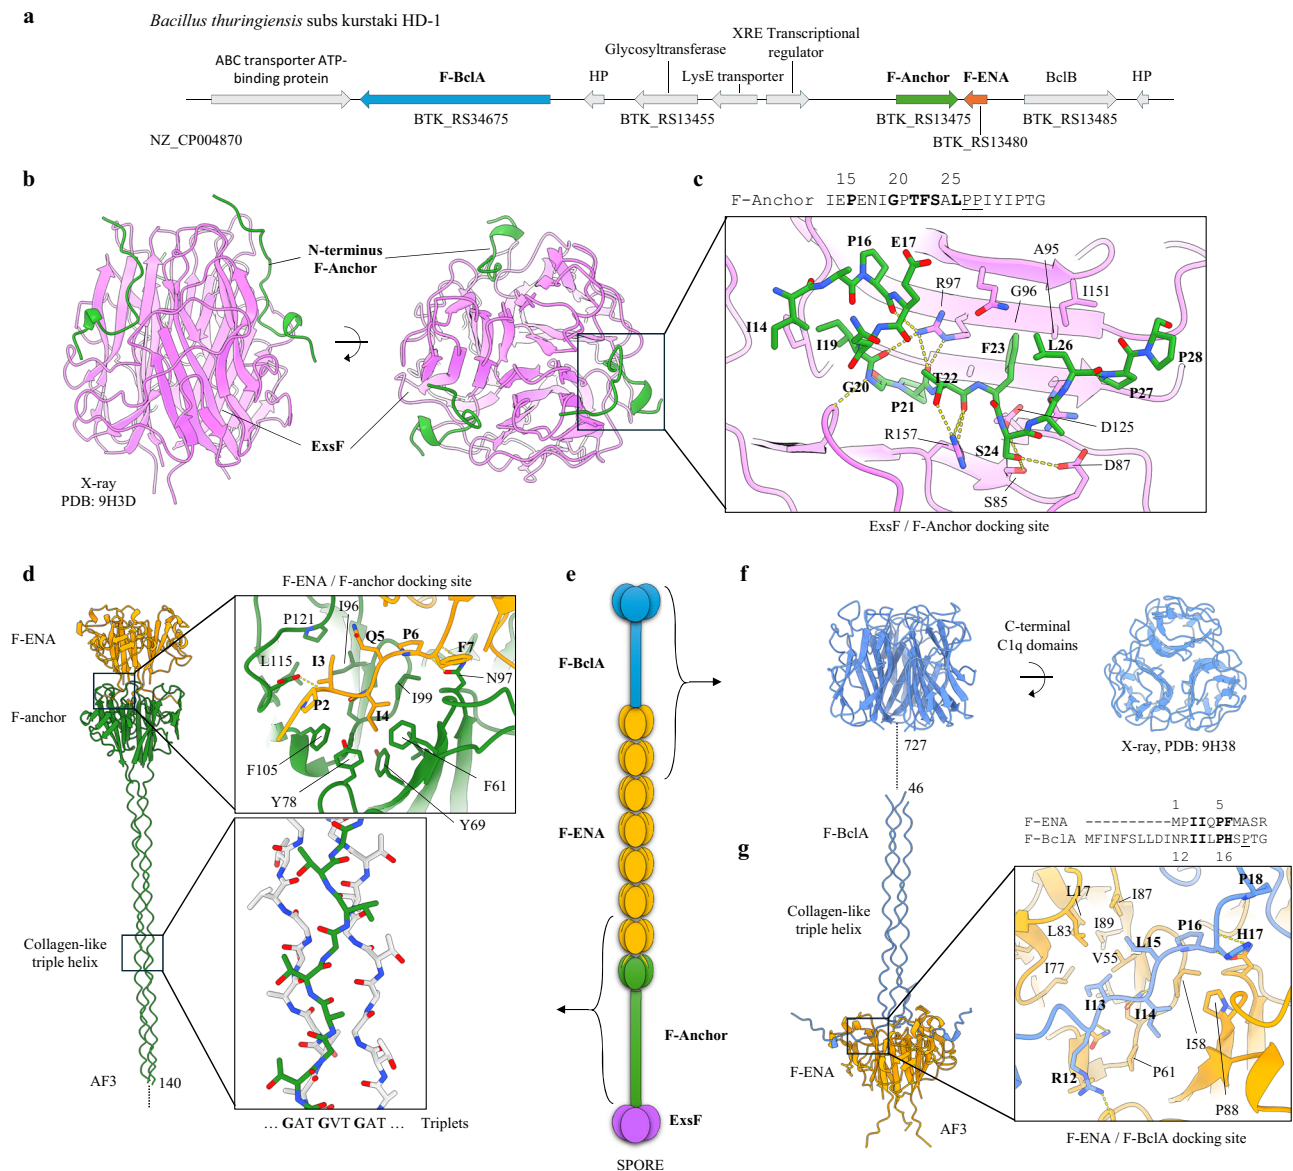 a
Bacillus thuringiensis subs kurstaki HD-1
ABC transporter ATP-
binding protein
F-BclA
HP
Glycosyltransferase
LysE transporter
XRE Transcriptional
regulator
F-Anchor
F-ENA
BclB
HP
BTK_RS34675
BTK_RS13455
BTK_RS13475
BTK_RS13485
BTK_RS13480
NZ_CP004870
b
N-terminus
F-Anchor
ExsF
X-ray
PDB: 9H3D
c
15 20 25
F-Anchor IEPENIGPTFSALPPIYIPTG
P16
E17
A95
R97
G96
I151
I14
I19
F23
L26
P28
G20
T22
P27
P21
R157
S24
D125
D87
S85
ExsF / F-Anchor docking site
d
F-ENA / F-anchor docking site
F-ENA
F-anchor
I96
P121
Q5
P6
F7
L115
I3
N97
P2
I99
I4
F105
F61
Y78
Y69
Collagen-like
triple helix
AF3
140
... GAT GVT GAT ... Triplets
e
F-BclA
F-ENA
F-Anchor
ExsF
SPORE
f
C-terminal
C1q domains
X-ray, PDB: 9H38
727
46
F-BclA
Collagen-like
triple helix
F-ENA
AF3
g
1 5
F-ENA -----------MPIIQPFMASR
F-BclA MFINFSLLDINRIILPHSPTG
12 16
P18
L17
I87
P16
L83
I89
L15
H17
V55
I77
I13
I14
I58
R12
P61
P88
F-ENA / F-BclA docking site